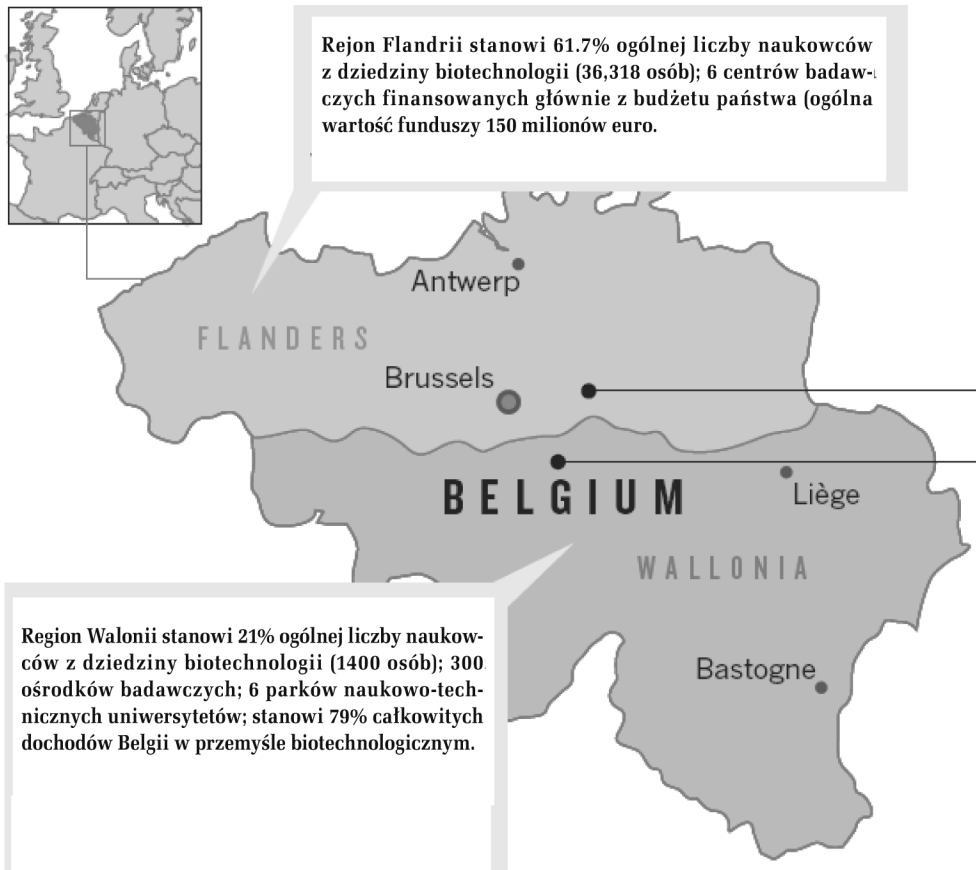 Rejon Flandrii stanowi 61.7% ogólnej liczby naukowców
z dziedziny biotechnologii (36,318 osób); 6 centrów badaw-
czych finansowanych głównie z budżetu państwa (ogólna
wartość funduszy 150 milionów euro.
Antwerp
FLANDERS
Brussels
BELGIUM
Liège
WALLONIA
Region Walonii stanowi 21% ogólnej liczby naukow-
ców z dziedziny biotechnologii (1400 osób); 300
ośrodków badawczych; 6 parków naukowo-tech-
nicznych uniwersytetów; stanowi 79% całkowitych
dochodów Belgii w przemyśle biotechnologicznym.
Bastogne